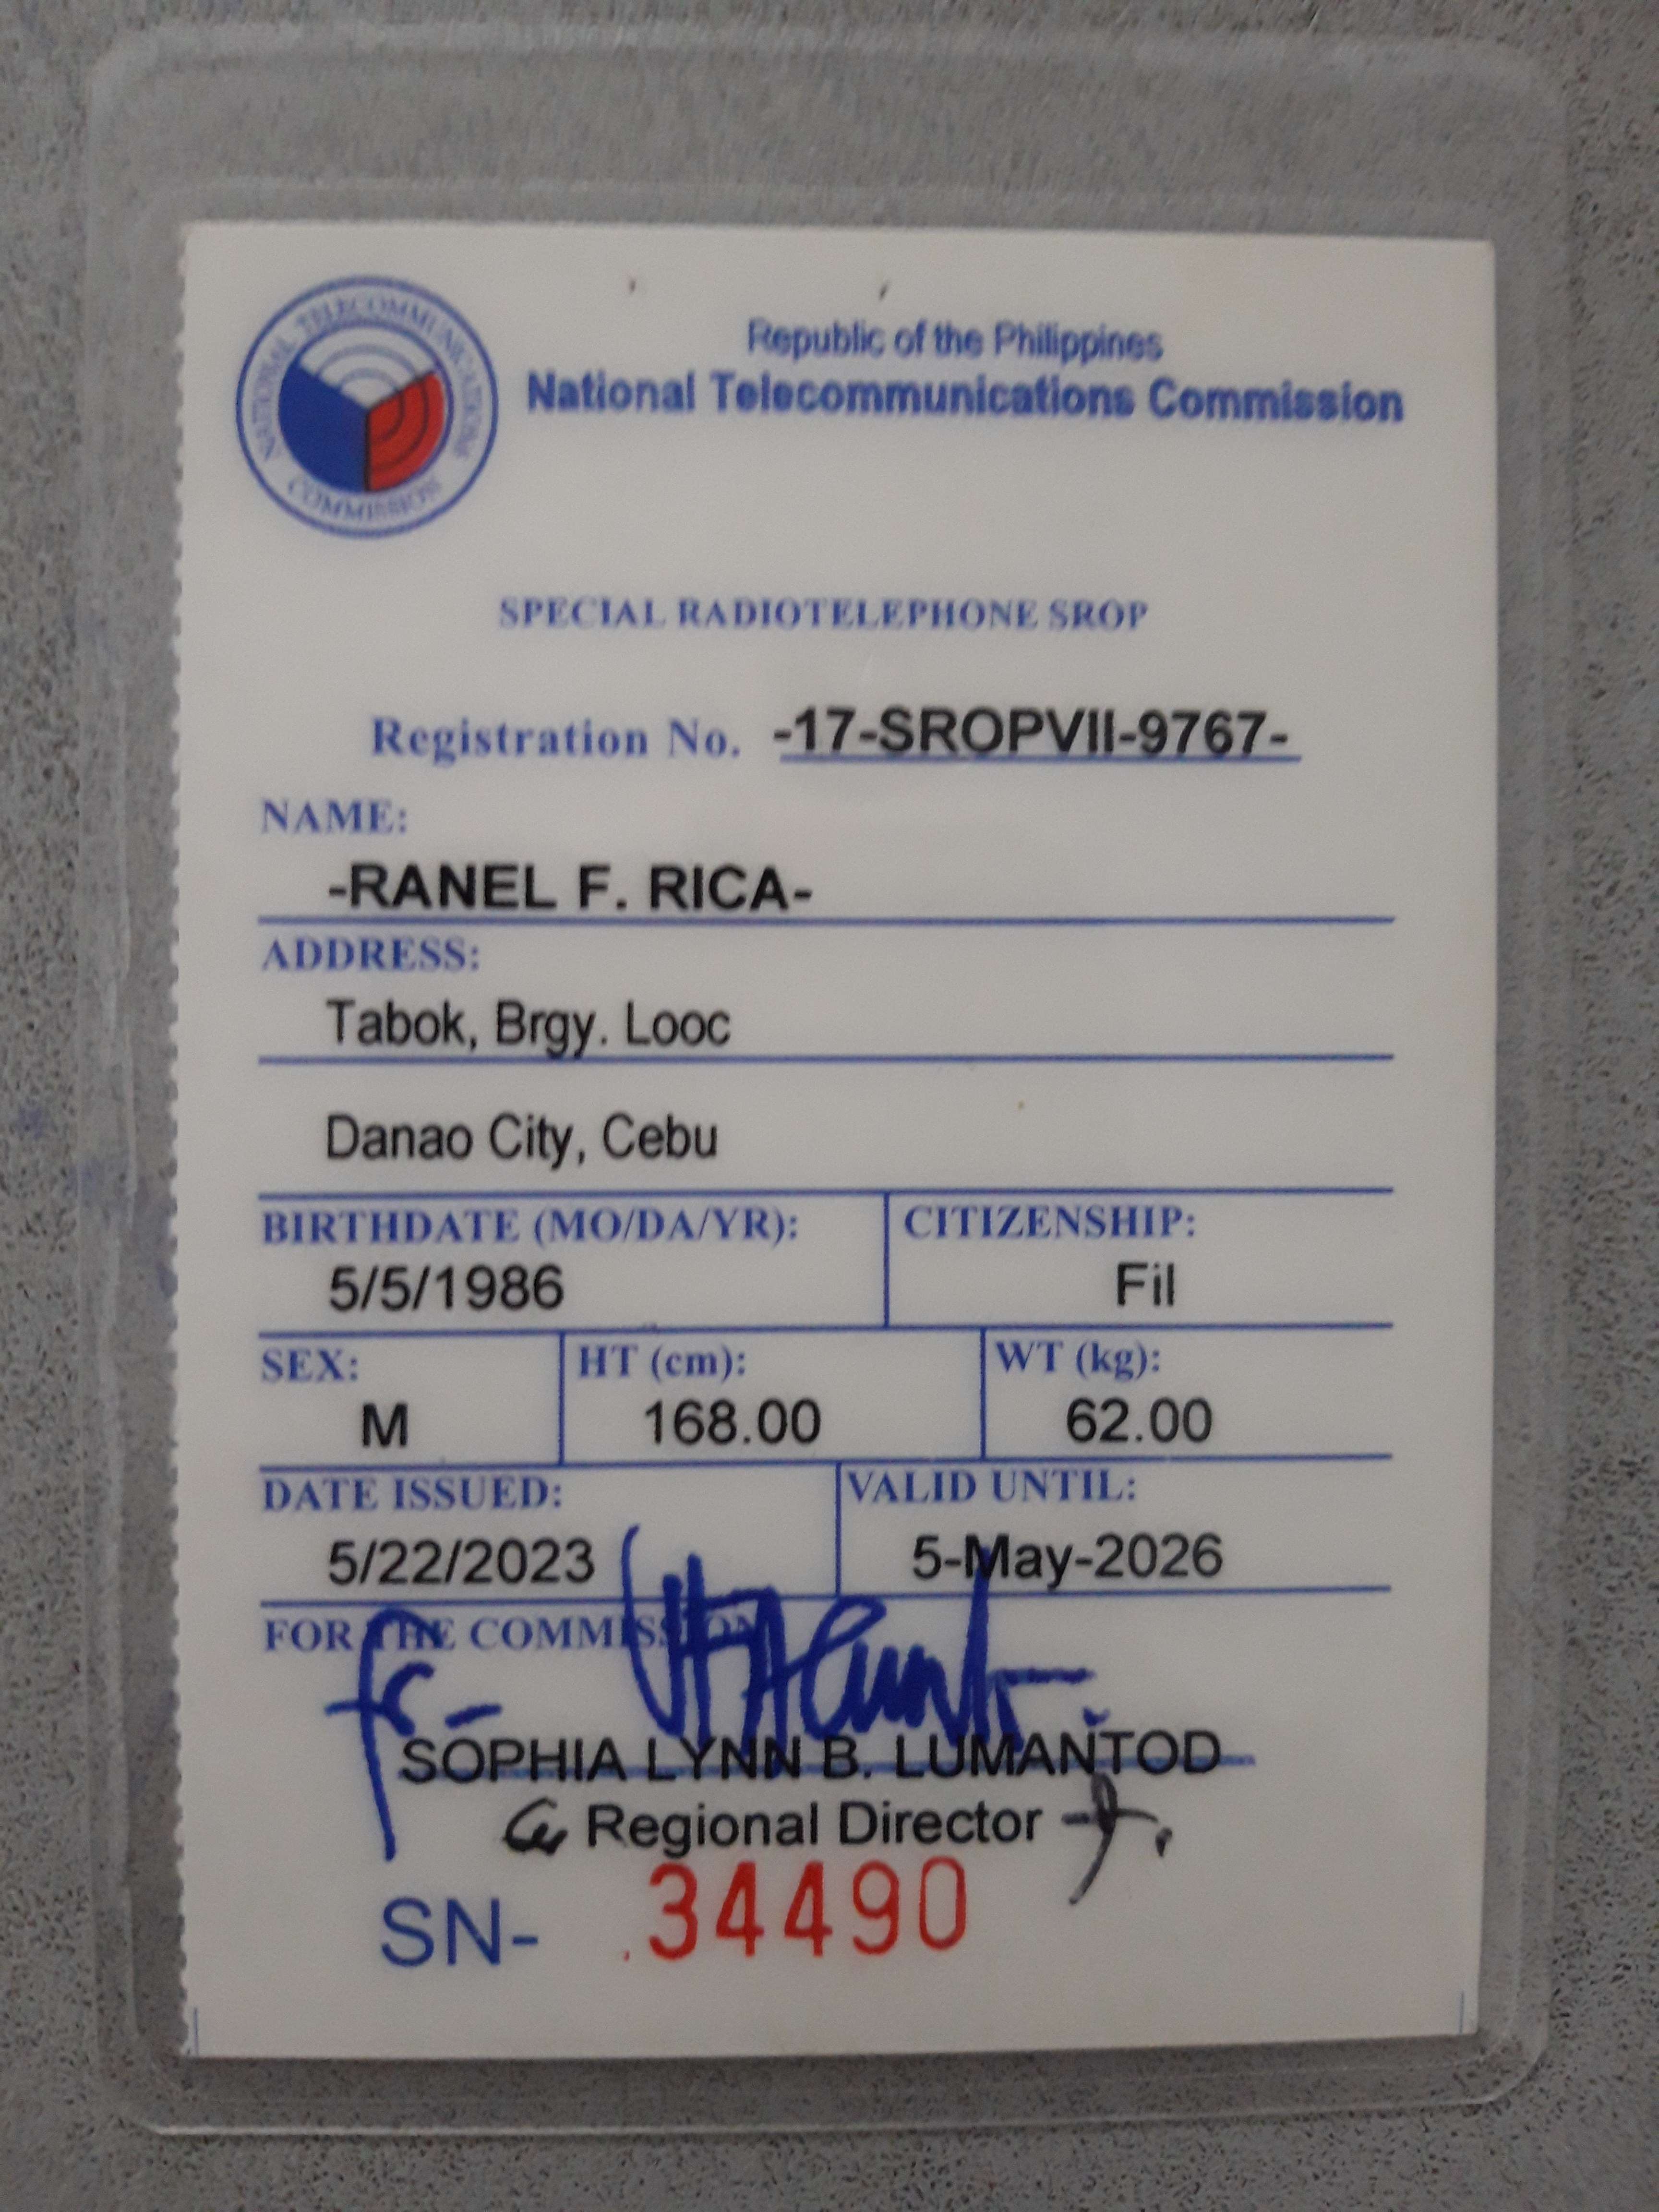 NATIONAL TELECOMMUNICATIONS
COMMISSION
Republic of the Philippines
National Telecommunications Commission
SPECIAL RADIOTELEPHONE SROP
Registration No. -17-SROPVII-9767-
NAME:
-RANEL F. RICA-
ADDRESS:
Tabok, Brgy. Looc
Danao City, Cebu
BIRTHDATE (MO/DA/YR): CITIZENSHIP:
5/5/1986 Fil
SEX: HT (cm): WT (kg):
M 168.00 62.00
DATE ISSUED: VALID UNTIL:
5/22/2023 5-May-2026
FOR THE COMMISSION
SOPHIA LYNN B. LUMANTOD
Regional Director
SN- 34490